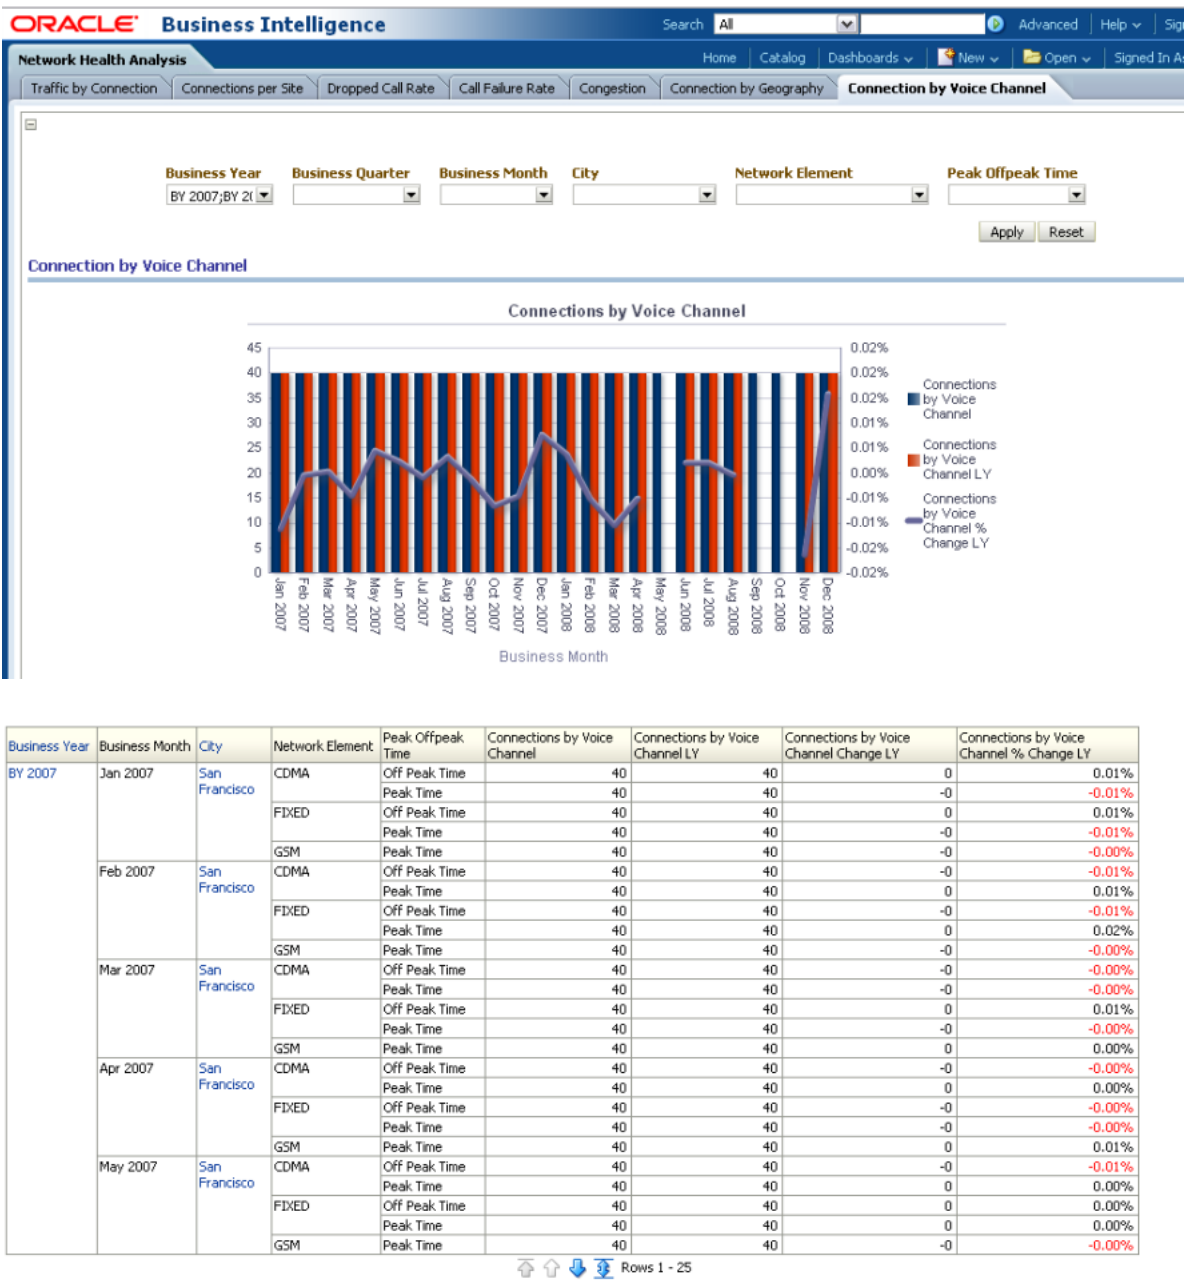 ORACLE Business Intelligence Search All Advanced Help Sig
Network Health Analysis Home Catalog Dashboards New Open Signed In As
Traffic by Connection Connections per Site Dropped Call Rate Call Failure Rate Congestion Connection by Geography Connection by Voice Channel
Business Year Business Quarter Business Month City Network Element Peak Offpeak Time
BY 2007;BY 2(
Apply Reset
Connection by Voice Channel
Connections by Voice Channel
45
40
35
30
25
20
15
10
5
0
0.02%
0.02%
0.02%
0.01%
0.01%
0.00%
-0.01%
-0.01%
-0.02%
-0.02%
Connections
by Voice
Channel
Connections
by Voice
Channel LY
Connections
by Voice
Channel %
Change LY
Jan 2007
Feb 2007
Mar 2007
Apr 2007
May 2007
Jun 2007
Jul 2007
Aug 2007
Sep 2007
Oct 2007
Nov 2007
Dec 2007
Jan 2008
Feb 2008
Mar 2008
Apr 2008
May 2008
Jun 2008
Jul 2008
Aug 2008
Sep 2008
Oct 2008
Nov 2008
Dec 2008
Business Month
Business Year Business Month City Network Element Peak Offpeak Time Connections by Voice Channel Connections by Voice Channel LY Connections by Voice Channel Change LY Connections by Voice Channel % Change LY
BY 2007 Jan 2007 San Francisco CDMA Off Peak Time 40 40 0 0.01%
Peak Time 40 40 -0 -0.01%
FIXED Off Peak Time 40 40 0 0.01%
Peak Time 40 40 -0 -0.01%
GSM Peak Time 40 40 -0 -0.00%
Feb 2007 San Francisco CDMA Off Peak Time 40 40 -0 -0.01%
Peak Time 40 40 0 0.01%
FIXED Off Peak Time 40 40 -0 -0.01%
Peak Time 40 40 0 0.02%
GSM Peak Time 40 40 -0 -0.00%
Mar 2007 San Francisco CDMA Off Peak Time 40 40 -0 -0.00%
Peak Time 40 40 -0 -0.00%
FIXED Off Peak Time 40 40 0 0.01%
Peak Time 40 40 -0 -0.00%
GSM Peak Time 40 40 0 0.00%
Apr 2007 San Francisco CDMA Off Peak Time 40 40 -0 -0.00%
Peak Time 40 40 0 0.00%
FIXED Off Peak Time 40 40 -0 -0.00%
Peak Time 40 40 -0 -0.00%
GSM Peak Time 40 40 0 0.01%
May 2007 San Francisco CDMA Off Peak Time 40 40 -0 -0.01%
Peak Time 40 40 0 0.00%
FIXED Off Peak Time 40 40 0 0.00%
Peak Time 40 40 0 0.00%
GSM Peak Time 40 40 -0 -0.00%
Rows 1 - 25